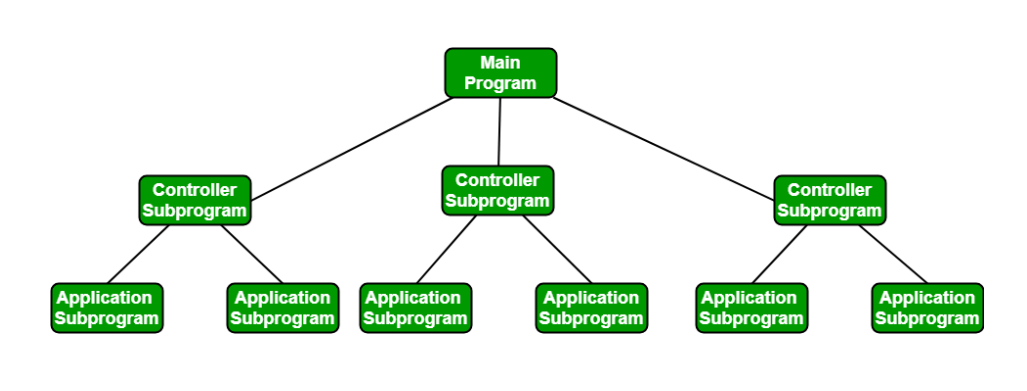 Main
Program
Controller
Subprogram
Controller
Subprogram
Controller
Subprogram
Application
Subprogram
Application
Subprogram
Application
Subprogram
Application
Subprogram
Application
Subprogram
Application
Subprogram